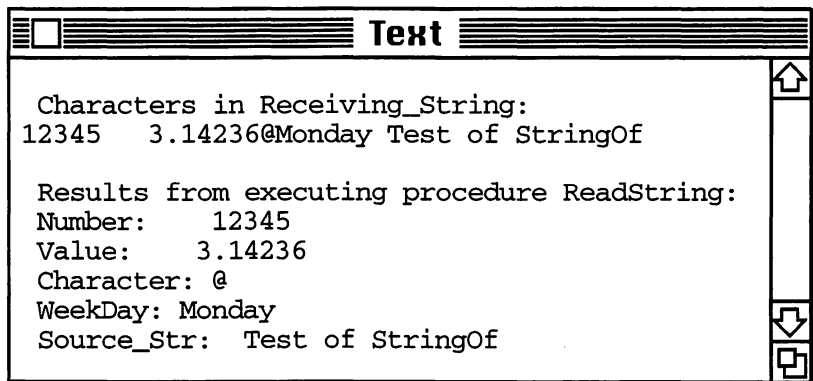 Text
Characters in Receiving_String:
12345   3.14236@Monday Test of StringOf
Results from executing procedure ReadString:
Number:    12345
Value:    3.14236
Character: @
WeekDay: Monday
Source_Str:  Test of StringOf